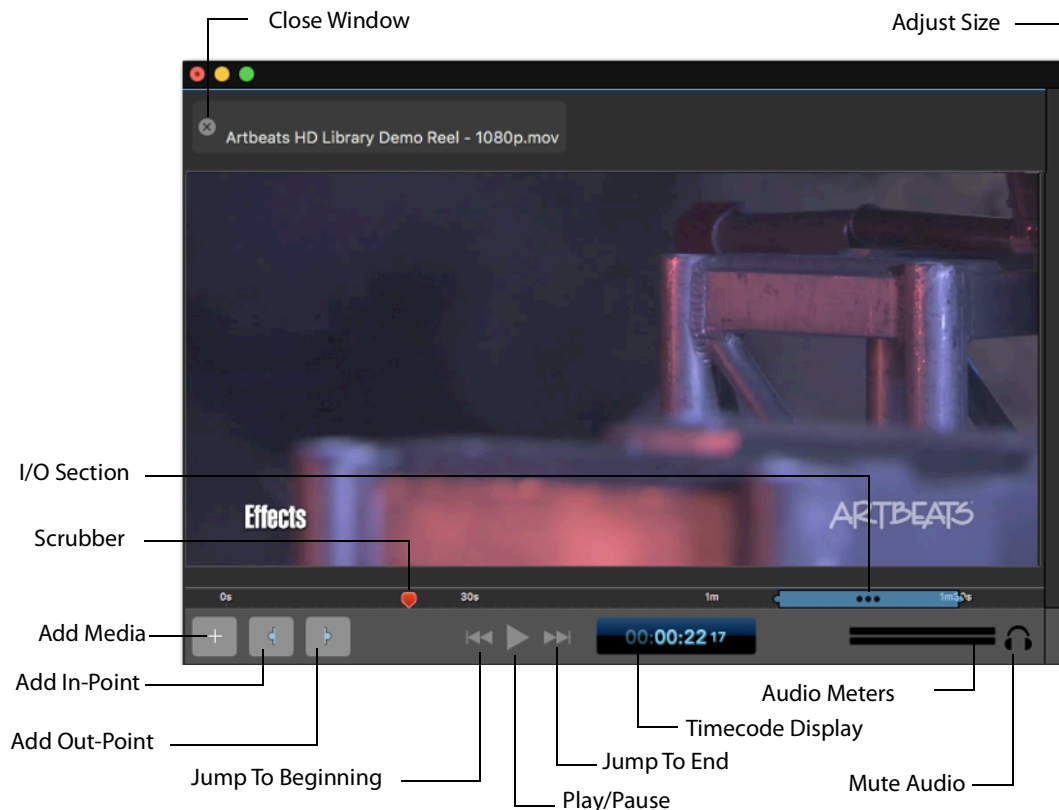 Close Window
Adjust Size
Artbeats HD Library Demo Reel - 1080p.mov
I/O Section
Effects
ARTBEATS
Scrubber
0s 30s 1m 1m30s
Add Media
00:00:22 17
Add In-Point
Audio Meters
Timecode Display
Add Out-Point
Jump To End
Jump To Beginning
Mute Audio
Play/Pause